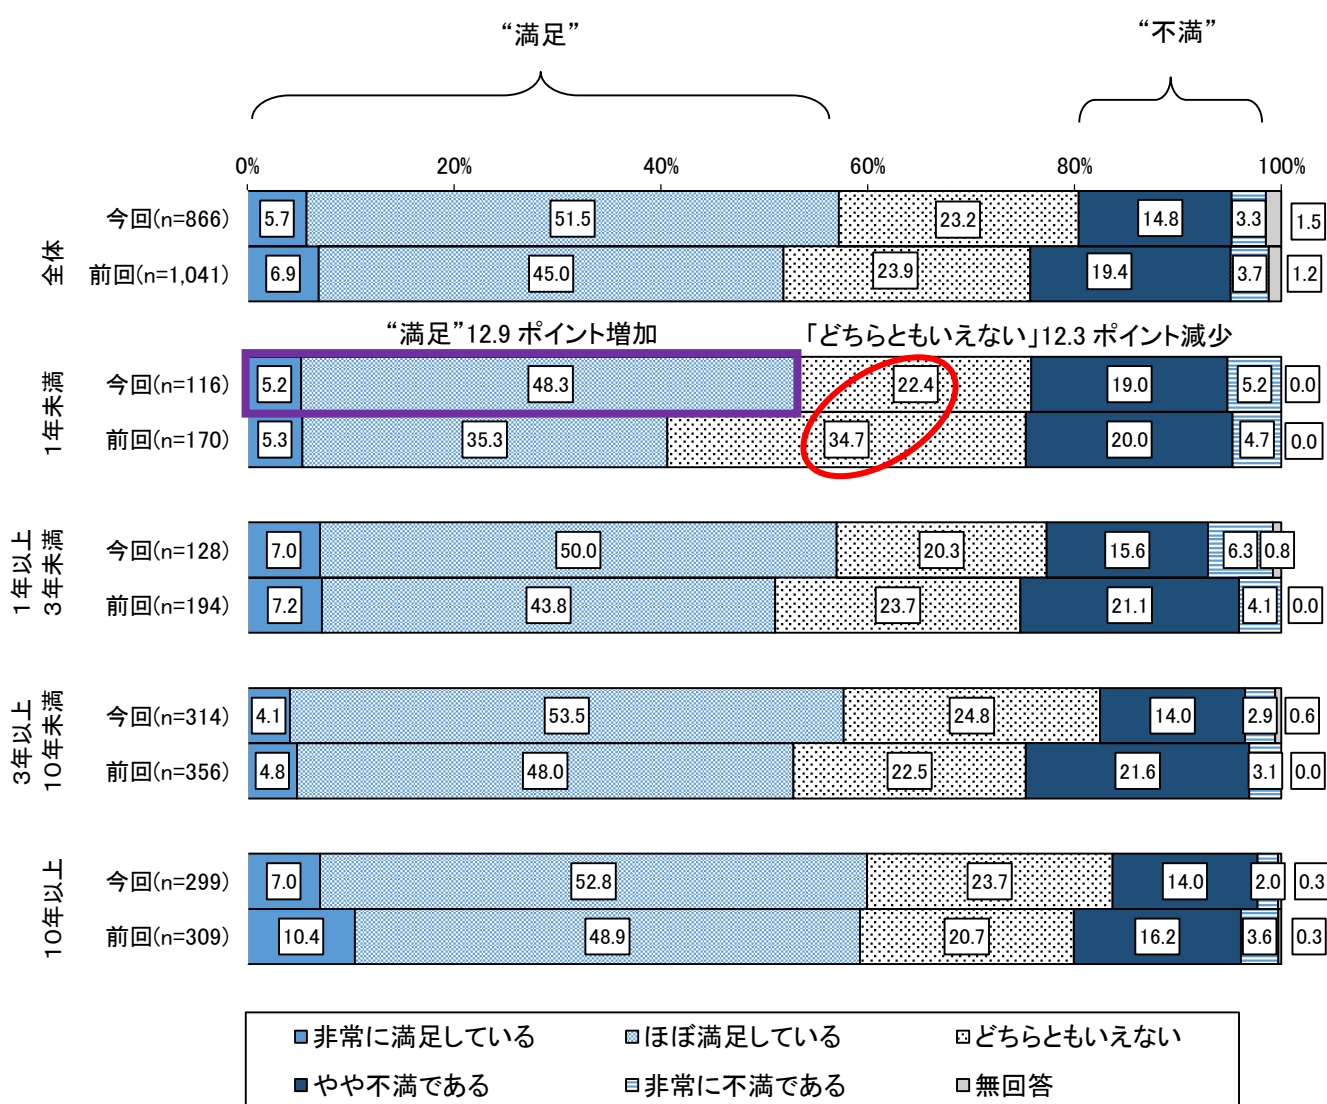 “満足” “不満”
0% 20% 40% 60% 80% 100%
全体
今回(n=866) 5.7 51.5 23.2 14.8 3.3 1.5
前回(n=1,041) 6.9 45.0 23.9 19.4 3.7 1.2
“満足”12.9 ポイント増加 「どちらともいえない」12.3 ポイント減少
1年未満
今回(n=116) 5.2 48.3 22.4 19.0 5.2 0.0
前回(n=170) 5.3 35.3 34.7 20.0 4.7 0.0
1年以上
3年未満
今回(n=128) 7.0 50.0 20.3 15.6 6.3 0.8
前回(n=194) 7.2 43.8 23.7 21.1 4.1 0.0
3年以上
10年未満
今回(n=314) 4.1 53.5 24.8 14.0 2.9 0.6
前回(n=356) 4.8 48.0 22.5 21.6 3.1 0.0
10年以上
今回(n=299) 7.0 52.8 23.7 14.0 2.0 0.3
前回(n=309) 10.4 48.9 20.7 16.2 3.6 0.3
非常に満足している ほぼ満足している どちらともいえない
やや不満である 非常に不満である 無回答